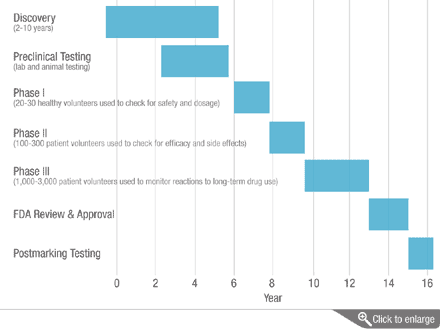 Discovery
(2-10 years)
Preclinical Testing
(lab and animal testing)
Phase I
(20-30 healthy volunteers used to check for safety and dosage)
Phase II
(100-300 patient volunteers used to check for efficacy and side effects)
Phase III
(1,000-3,000 patient volunteers used to monitor reactions to long-term drug use)
FDA Review & Approval
Postmarking Testing
0 2 4 6 8 10 12 14 16
Year
Click to enlarge